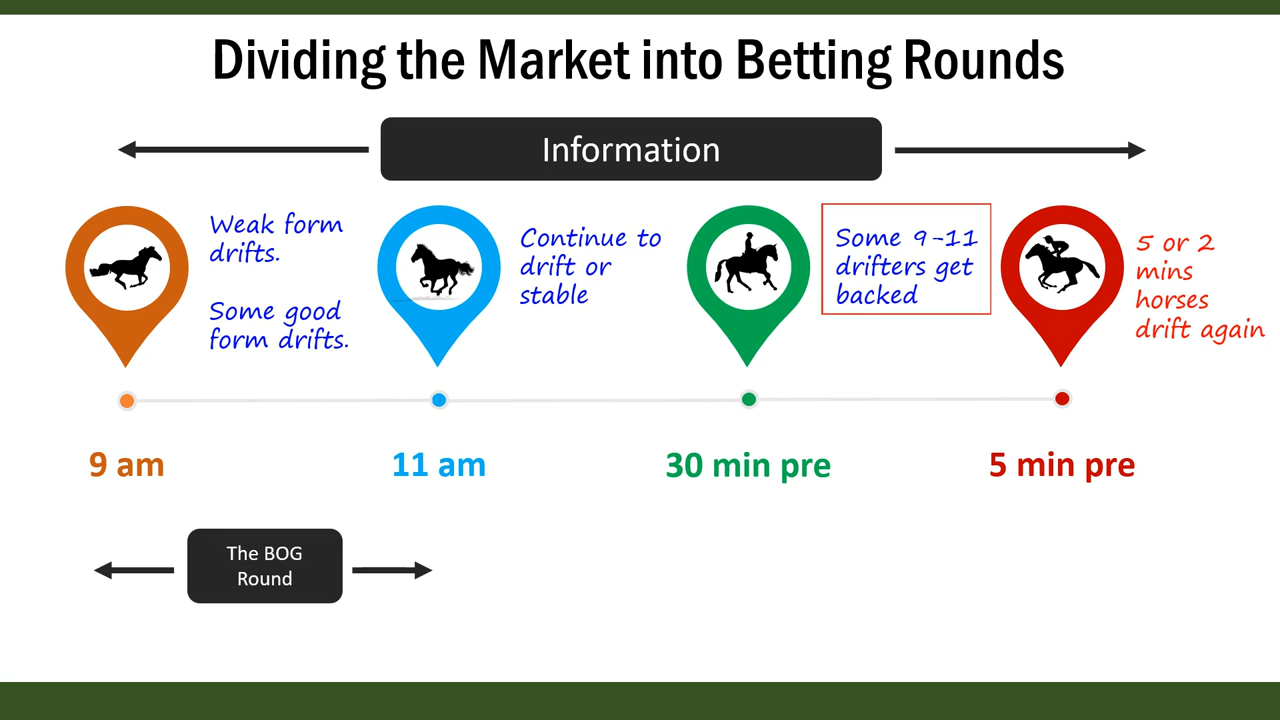 Dividing the Market into Betting Rounds
Information
Weak form
drifts.
Some good
form drifts.
Continue to
drift or
stable
Some 9-11
drifters get
backed
5 or 2
mins
horses
drift again
9 am
11 am
30 min pre
5 min pre
The BOG
Round